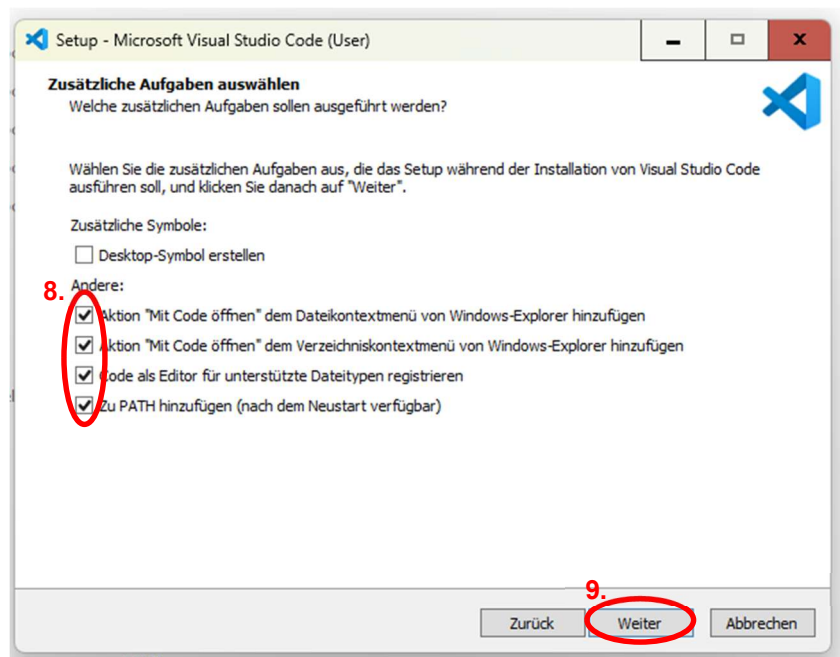 Setup - Microsoft Visual Studio Code (User)
Zusätzliche Aufgaben auswählen
Welche zusätzlichen Aufgaben sollen ausgeführt werden?
Wählen Sie die zusätzlichen Aufgaben aus, die das Setup während der Installation von Visual Studio Code
ausführen soll, und klicken Sie danach auf "Weiter".
Zusätzliche Symbole:
Desktop-Symbol erstellen
8. Andere:
Aktion "Mit Code öffnen" dem Dateikontextmenü von Windows-Explorer hinzufügen
Aktion "Mit Code öffnen" dem Verzeichniskontextmenü von Windows-Explorer hinzufügen
Code als Editor für unterstützte Dateitypen registrieren
Zu PATH hinzufügen (nach dem Neustart verfügbar)
9.
Zurück Weiter Abbrechen